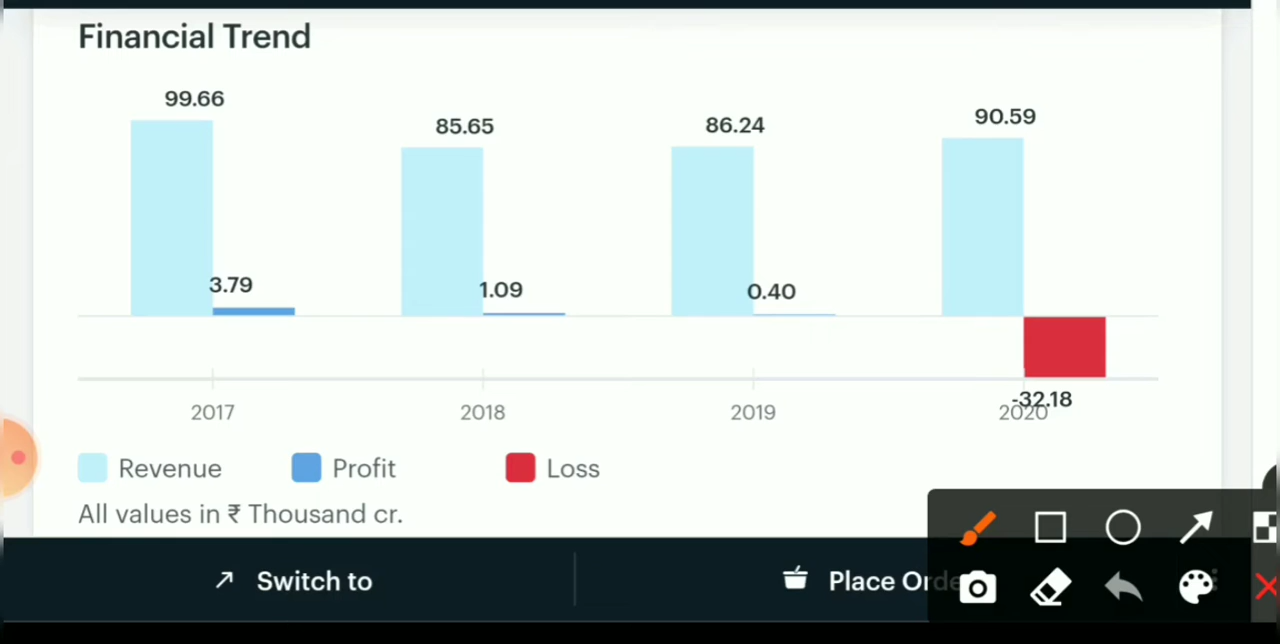 Financial Trend
99.66
85.65
86.24
90.59
3.79
1.09
0.40
-32.18
2017
2018
2019
2020
Revenue
Profit
Loss
All values in ₹ Thousand cr.
Switch to
Place Orde